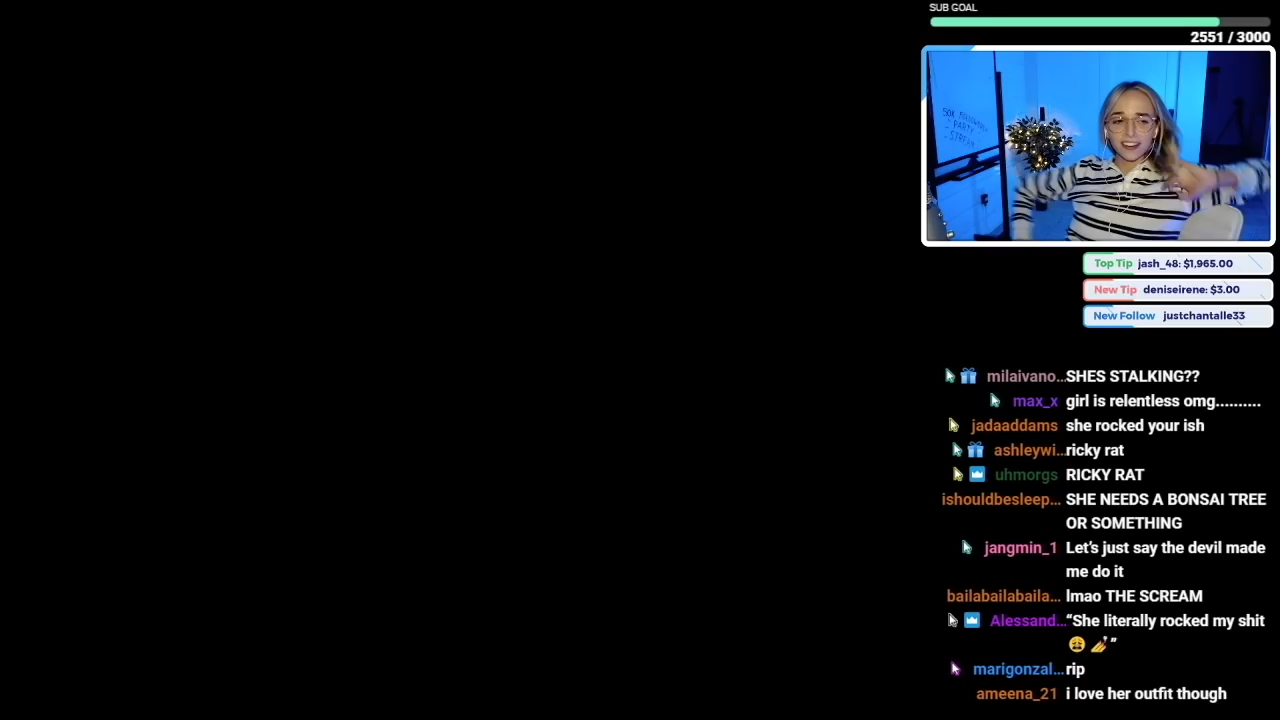 SUB GOAL
2551 / 3000
50K
- PARTY
- STREAM
Top Tip jash_48: $1,965.00
New Tip deniseirene: $3.00
New Follow justchantalle33
milaivano... SHES STALKING??
max_x girl is relentless omg..........
jadaaddams she rocked your ish
ashleywi... ricky rat
uhmorgs RICKY RAT
ishouldbesleep... SHE NEEDS A BONSAI TREE
OR SOMETHING
jangmin_1 Let's just say the devil made
me do it
bailabailabaila... lmao THE SCREAM
Alessand... “She literally rocked my shit
😩 💅”
marigonzal... rip
ameena_21 i love her outfit though